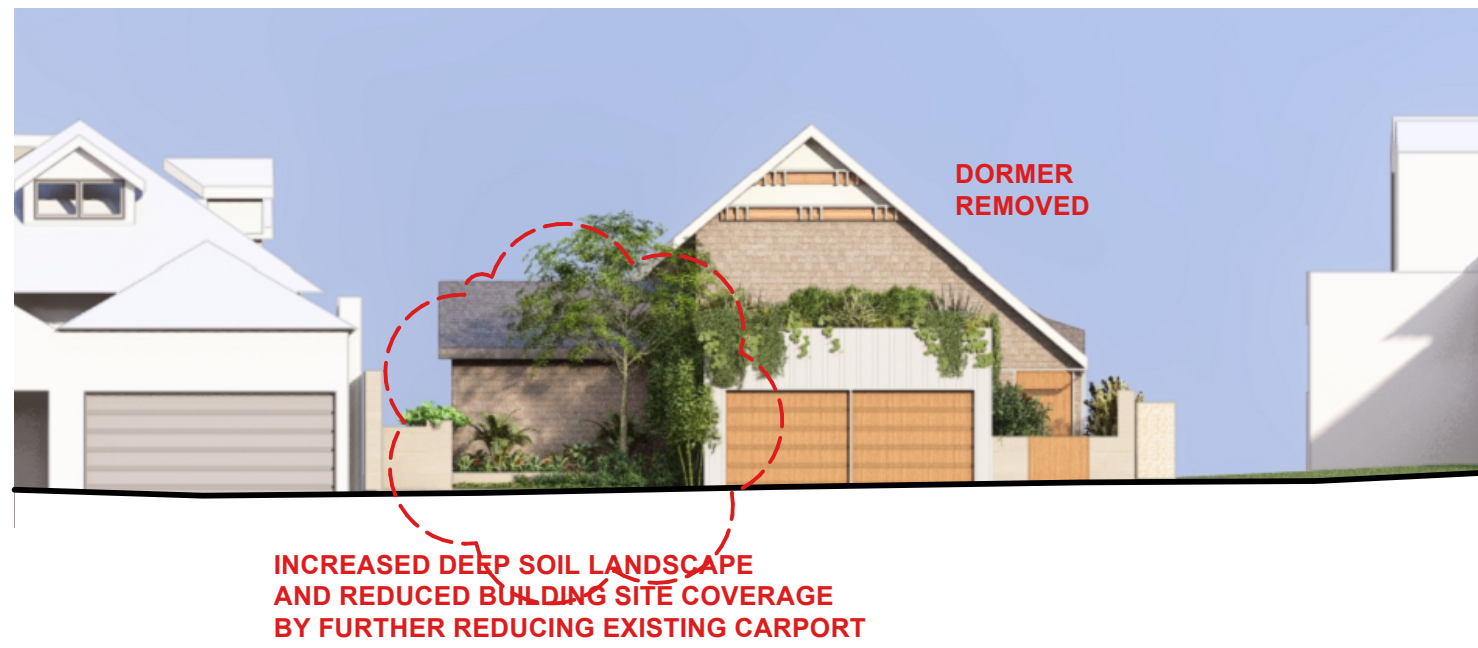 DORMER
REMOVED
INCREASED DEEP SOIL LANDSCAPE
AND REDUCED BUILDING SITE COVERAGE
BY FURTHER REDUCING EXISTING CARPORT